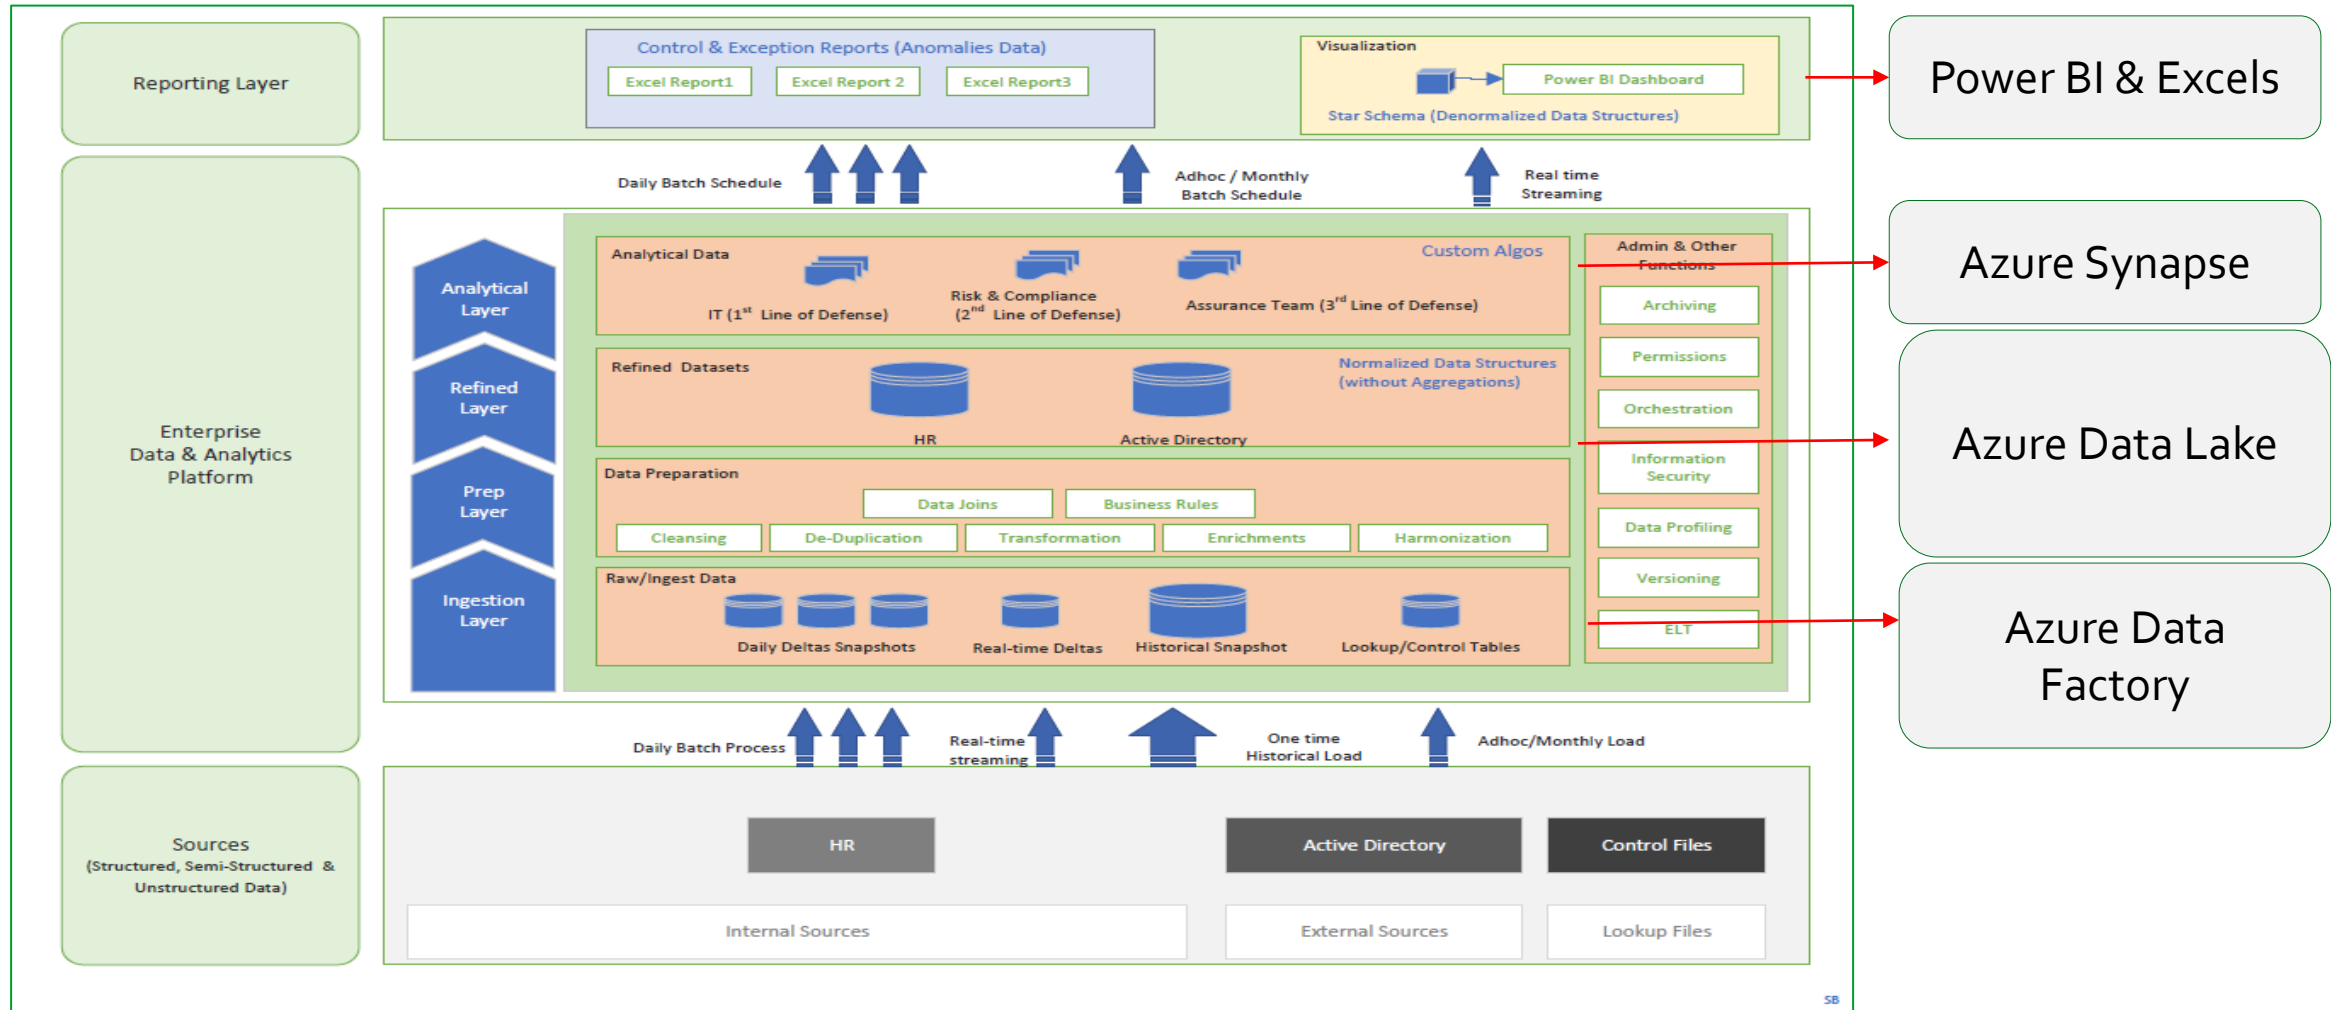 Reporting Layer
Control & Exception Reports (Anomalies Data)
Excel Report1
Excel Report 2
Excel Report3
Visualization
Power BI Dashboard
Star Schema (Denormalized Data Structures)
Power BI & Excels
Daily Batch Schedule
Adhoc / Monthly
Batch Schedule
Real time
Streaming
Enterprise
Data & Analytics
Platform
Analytical
Layer
Refined
Layer
Prep
Layer
Ingestion
Layer
Analytical Data
Custom Algos
IT (1st Line of Defense)
Risk & Compliance
(2nd Line of Defense)
Assurance Team (3rd Line of Defense)
Refined Datasets
Normalized Data Structures
(without Aggregations)
HR
Active Directory
Data Preparation
Data Joins
Business Rules
Cleansing
De-Duplication
Transformation
Enrichments
Harmonization
Raw/Ingest Data
Daily Deltas Snapshots
Real-time Deltas
Historical Snapshot
Lookup/Control Tables
Admin & Other
Functions
Archiving
Permissions
Orchestration
Information
Security
Data Profiling
Versioning
ELT
Azure Synapse
Azure Data Lake
Azure Data
Factory
Daily Batch Process
Real-time
streaming
One time
Historical Load
Adhoc/Monthly Load
Sources
(Structured, Semi-Structured &
Unstructured Data)
HR
Active Directory
Control Files
Internal Sources
External Sources
Lookup Files
SB